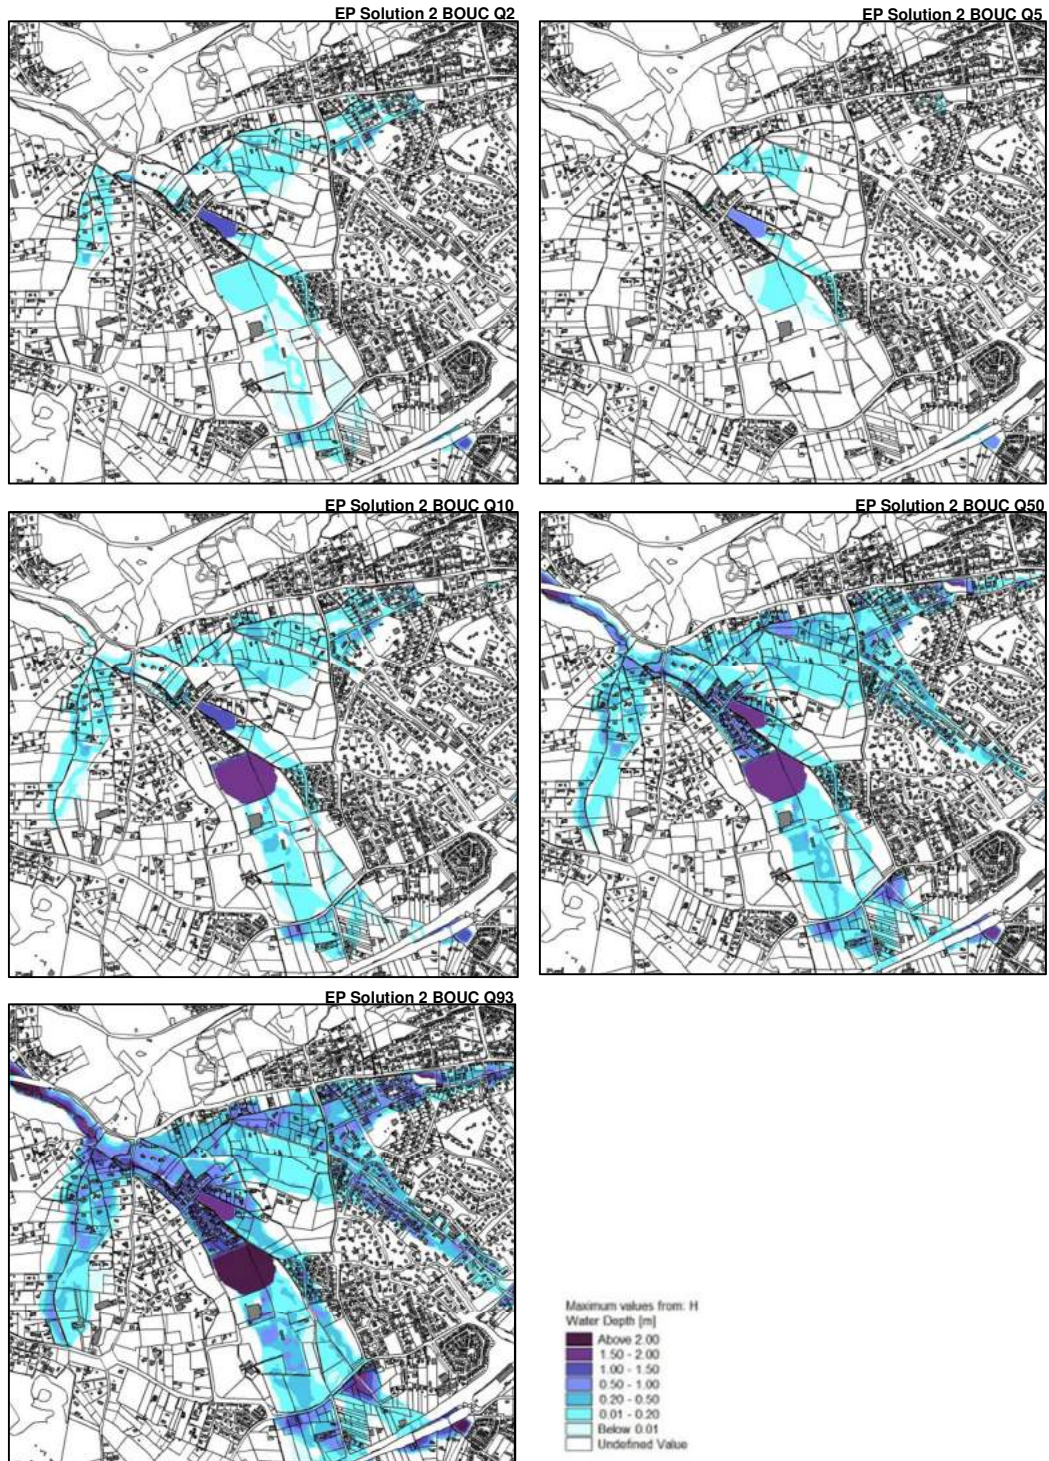 EP Solution 2 BOUC Q2
EP Solution 2 BOUC Q5
EP Solution 2 BOUC Q10
EP Solution 2 BOUC Q50
EP Solution 2 BOUC Q93
Maximum values from: H
Water Depth [m]
Above 2.00
1.50 - 2.00
1.00 - 1.50
0.50 - 1.00
0.20 - 0.50
0.01 - 0.20
Below 0.01
Undefined Value